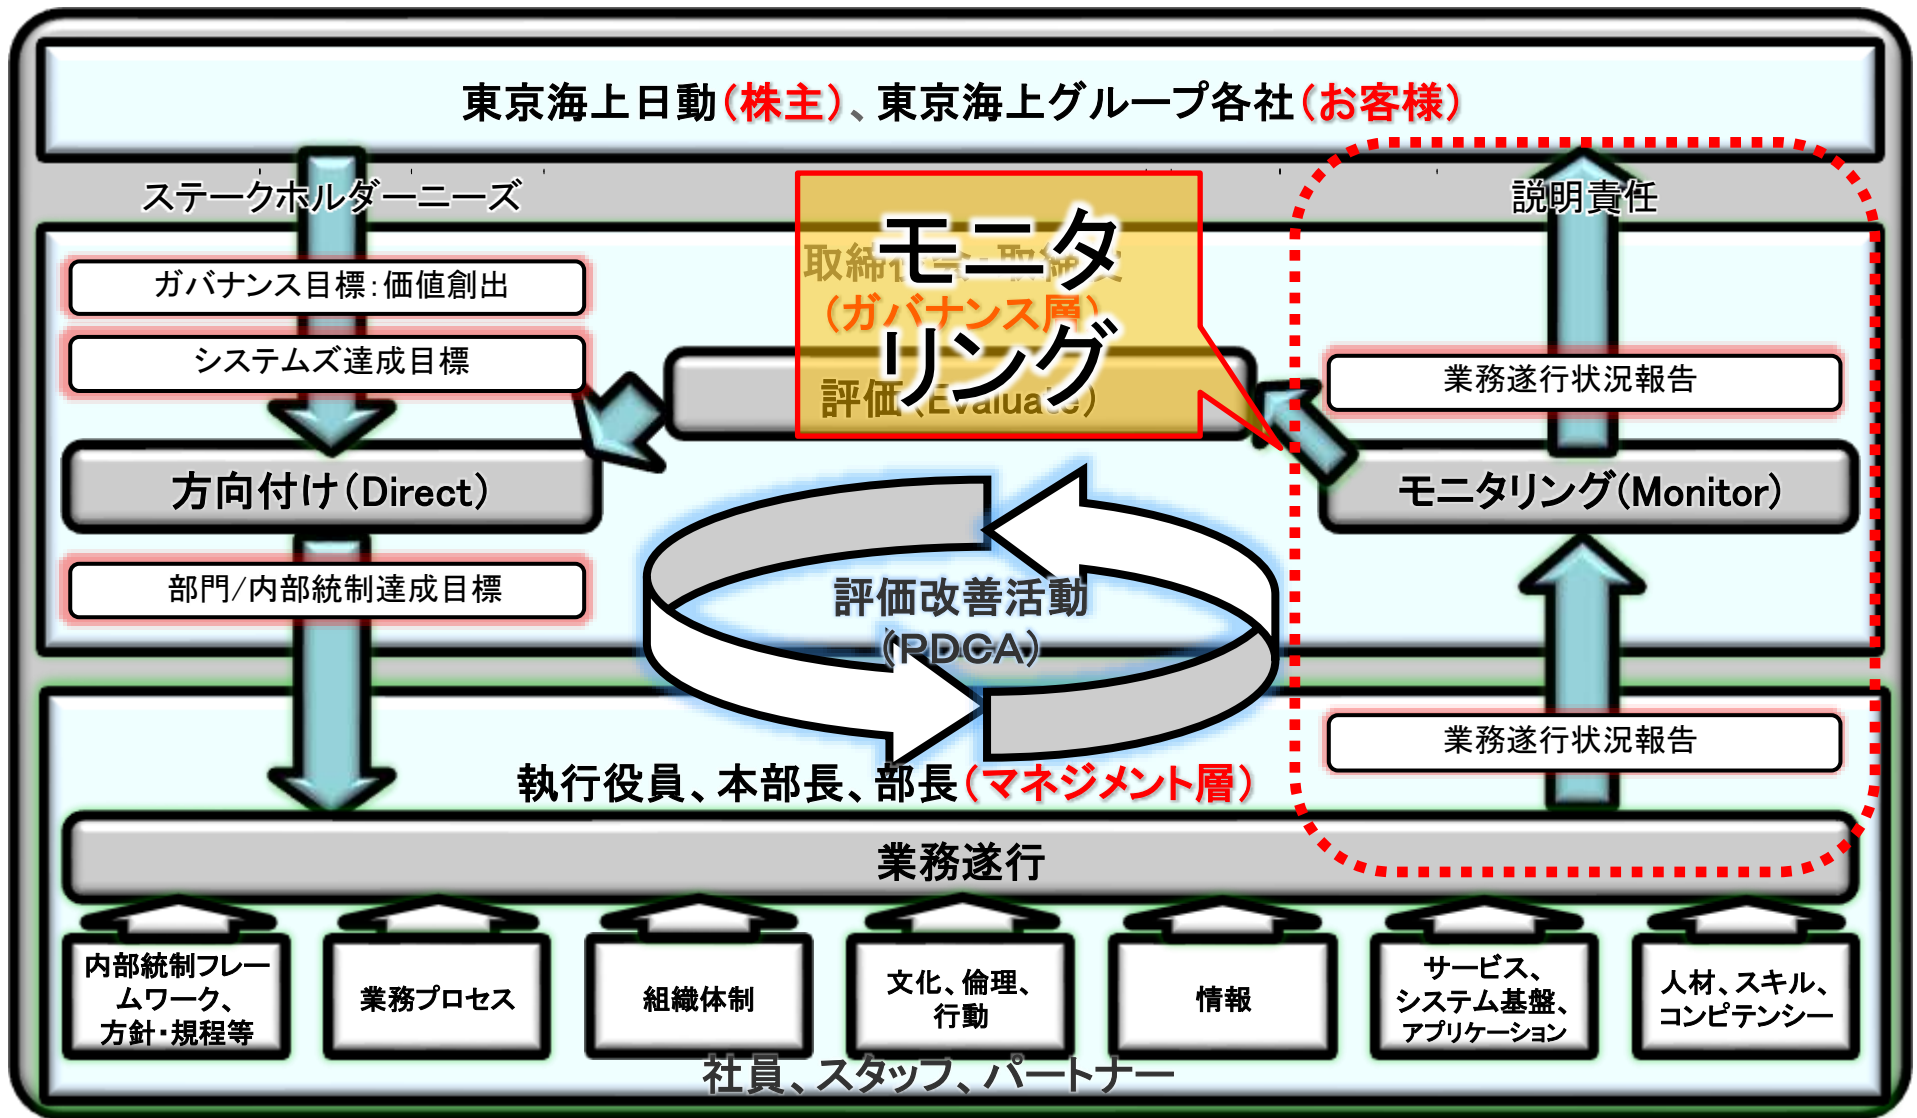 東京海上日動(株主)、東京海上グループ各社(お客様)
ステークホルダーニーズ
説明責任
モニタ
リング
(ガバナンス層)
ガバナンス目標:価値創出
システムズ達成目標
評価(Evaluate)
業務遂行状況報告
方向付け(Direct)
モニタリング(Monitor)
部門/内部統制達成目標
評価改善活動
(PDCA)
業務遂行状況報告
執行役員、本部長、部長(マネジメント層)
業務遂行
内部統制フレー
ムワーク、
方針・規程等
業務プロセス
組織体制
文化、倫理、
行動
情報
サービス、
システム基盤、
アプリケーション
人材、スキル、
コンピテンシー
社員、スタッフ、パートナー